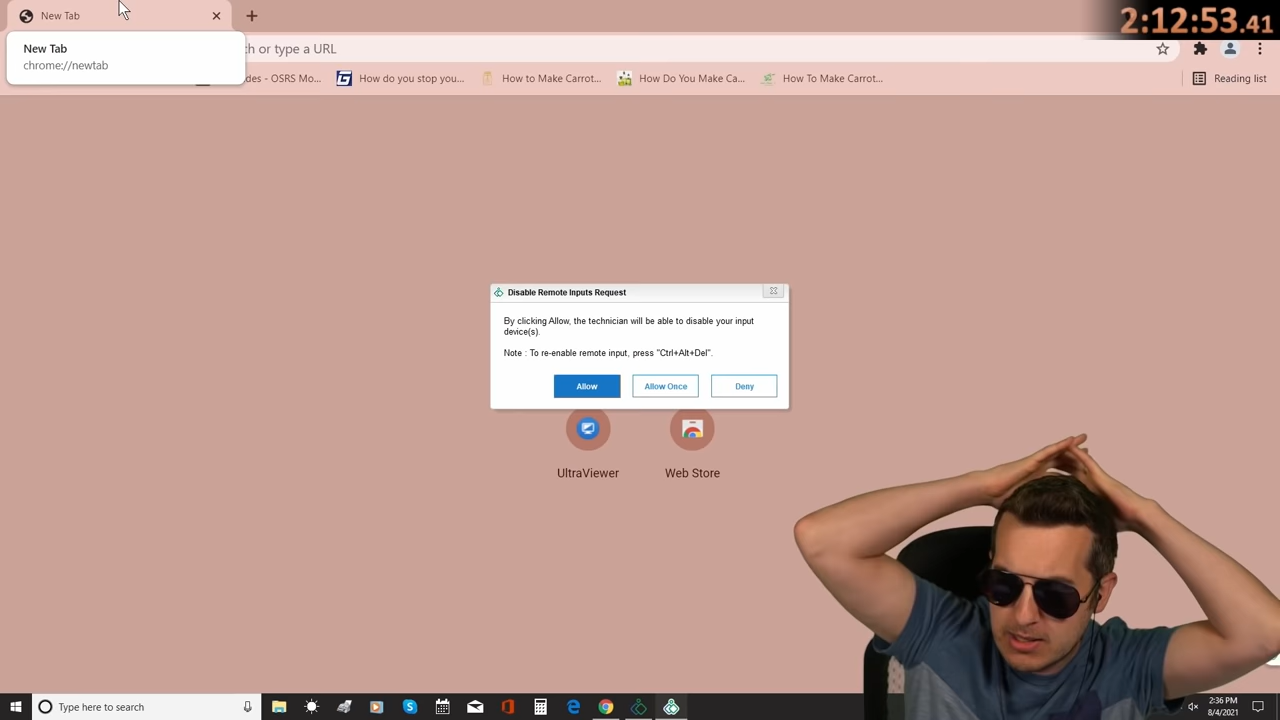 New Tab
2:12:53.41
New Tab
chrome://newtab
ch or type a URL
des - OSRS Mo...
How do you stop you...
How to Make Carrot...
How Do You Make Ca...
How To Make Carrot...
Reading list
Disable Remote Inputs Request
By clicking Allow, the technician will be able to disable your input
device(s).
Note : To re-enable remote input, press "Ctrl+Alt+Del".
Allow
Allow Once
Deny
UltraViewer
Web Store
Type here to search
2:36 PM
8/4/2021